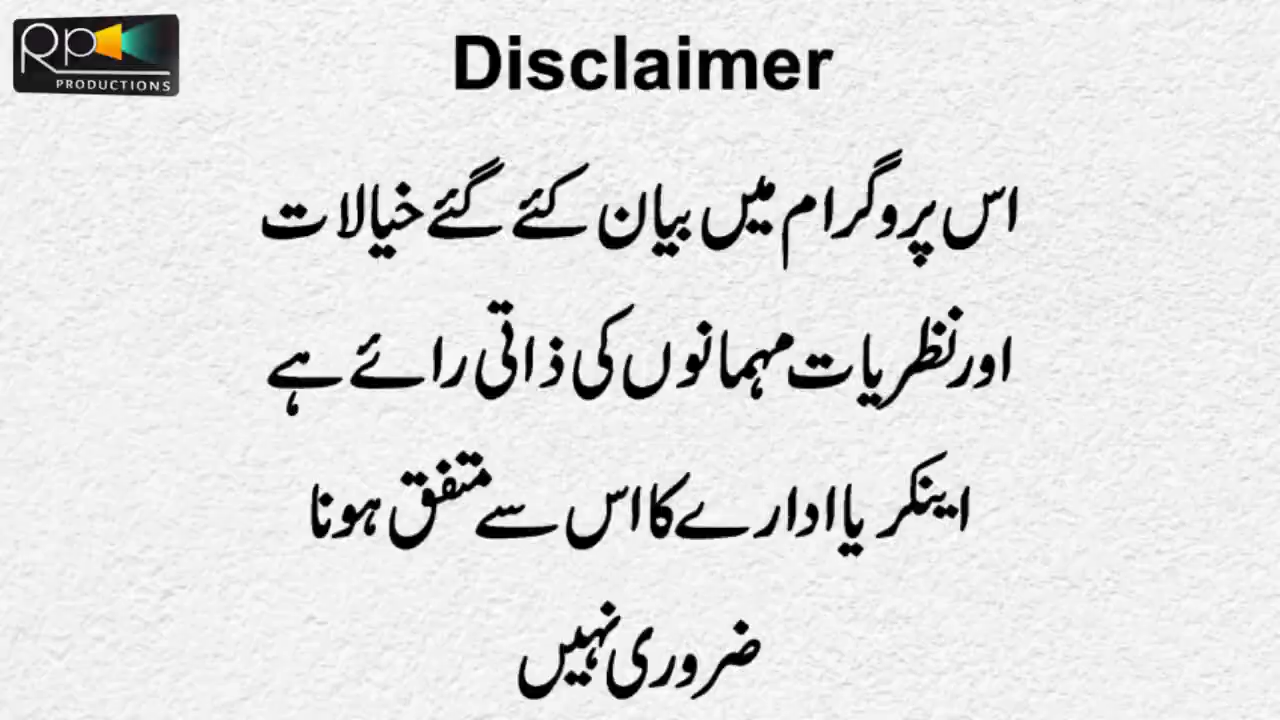 RP
PRODUCTIONS
Disclaimer
اس پروگرام میں بیان کئے گئے خیالات
اور نظریات مہمانوں کی ذاتی رائے ہے
اینکر یا ادارے کا اس سے متفق ہونا
ضروری نہیں